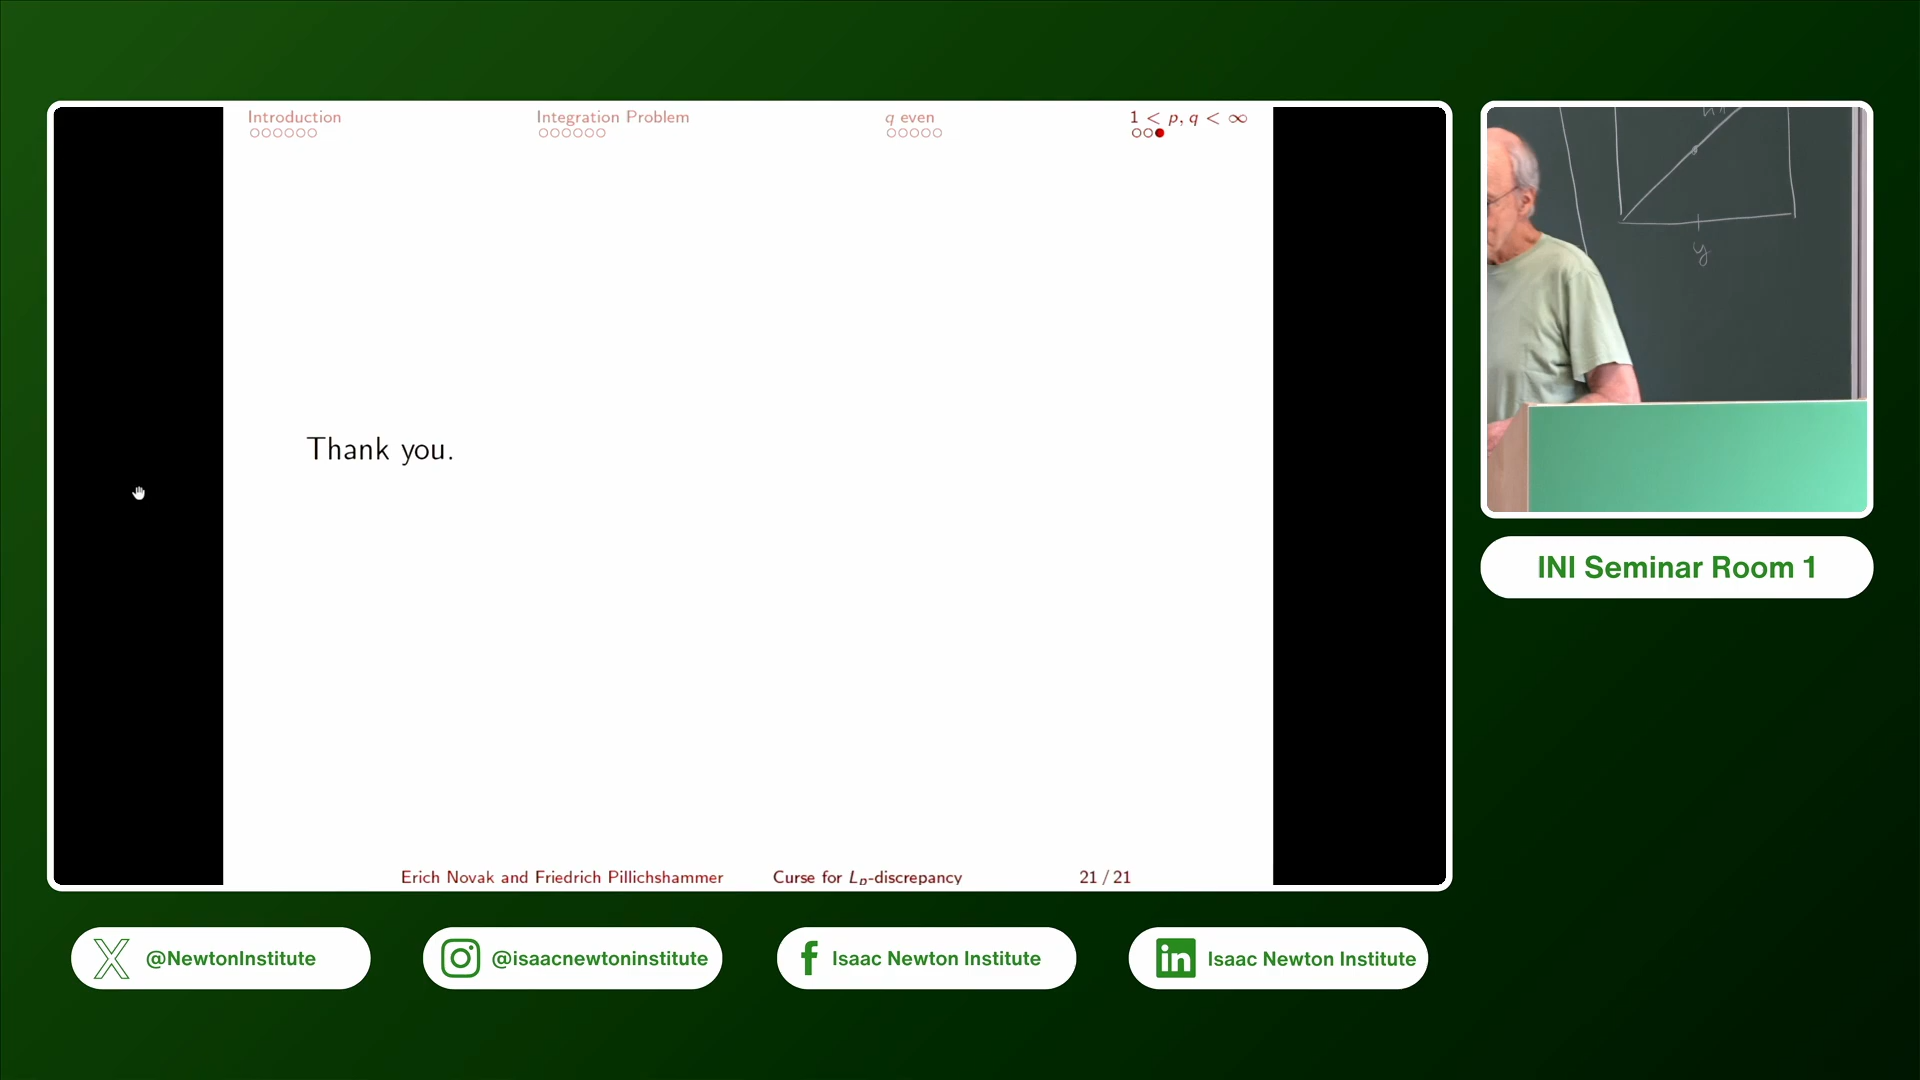 Introduction
Integration Problem
q even
1 < p, q < ∞
Thank you.
Erich Novak and Friedrich Pillichshammer
Curse for Lp-discrepancy
21 / 21
y
INI Seminar Room 1
@NewtonInstitute
@isaacnewtoninstitute
Isaac Newton Institute
Isaac Newton Institute